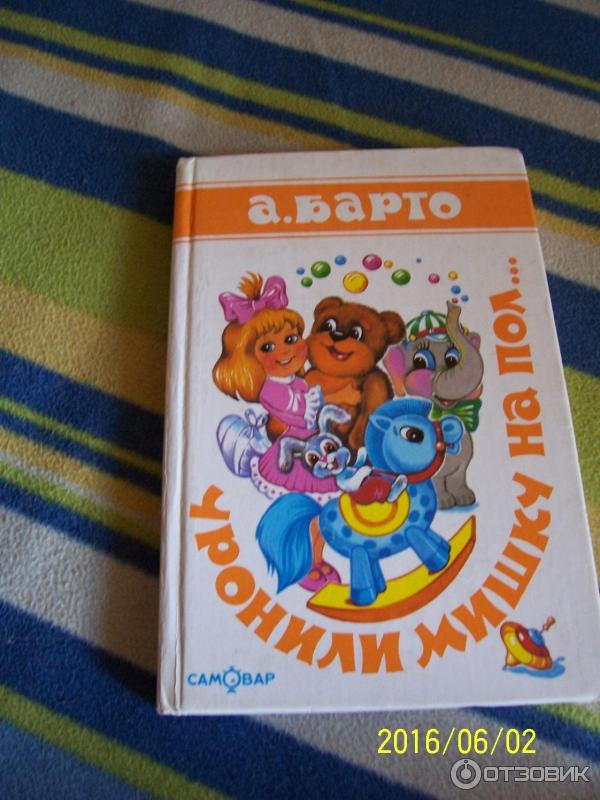 А.БАРТО
УРОНИЛИ МИШКУ НА ПОЛ...
САМОВАР
2016/06/02
ОТЗОВИК